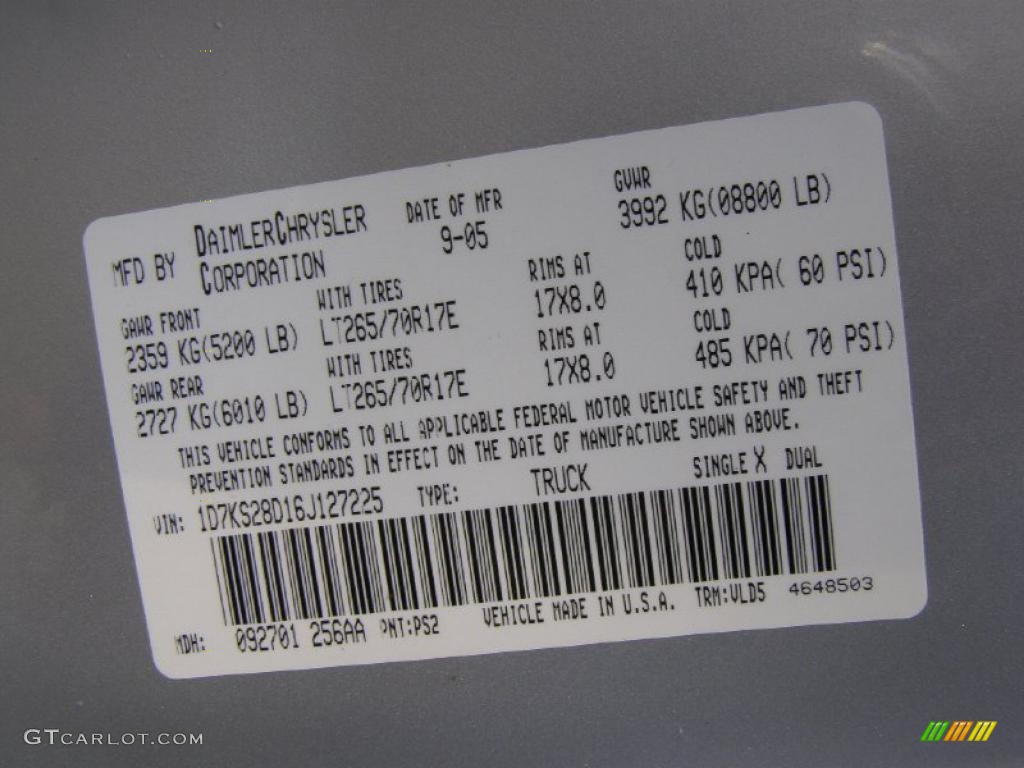 MFD BY DAIMLERCHRYSLER CORPORATION
DATE OF MFR 9-05
GVWR 3992 KG(08800 LB)
GAWR FRONT WITH TIRES RIMS AT COLD
2359 KG(5200 LB) LT265/70R17E 17X8.0 410 KPA( 60 PSI)
GAWR REAR WITH TIRES RIMS AT COLD
2727 KG(6010 LB) LT265/70R17E 17X8.0 485 KPA( 70 PSI)
THIS VEHICLE CONFORMS TO ALL APPLICABLE FEDERAL MOTOR VEHICLE SAFETY AND THEFT
PREVENTION STANDARDS IN EFFECT ON THE DATE OF MANUFACTURE SHOWN ABOVE.
VIN: 1D7KS28D16J127225 TYPE: TRUCK SINGLE X DUAL
MDH: 092701 256AA PNT:PS2 VEHICLE MADE IN U.S.A. TRM:VLD5 4648503
GTCARLOT.COM